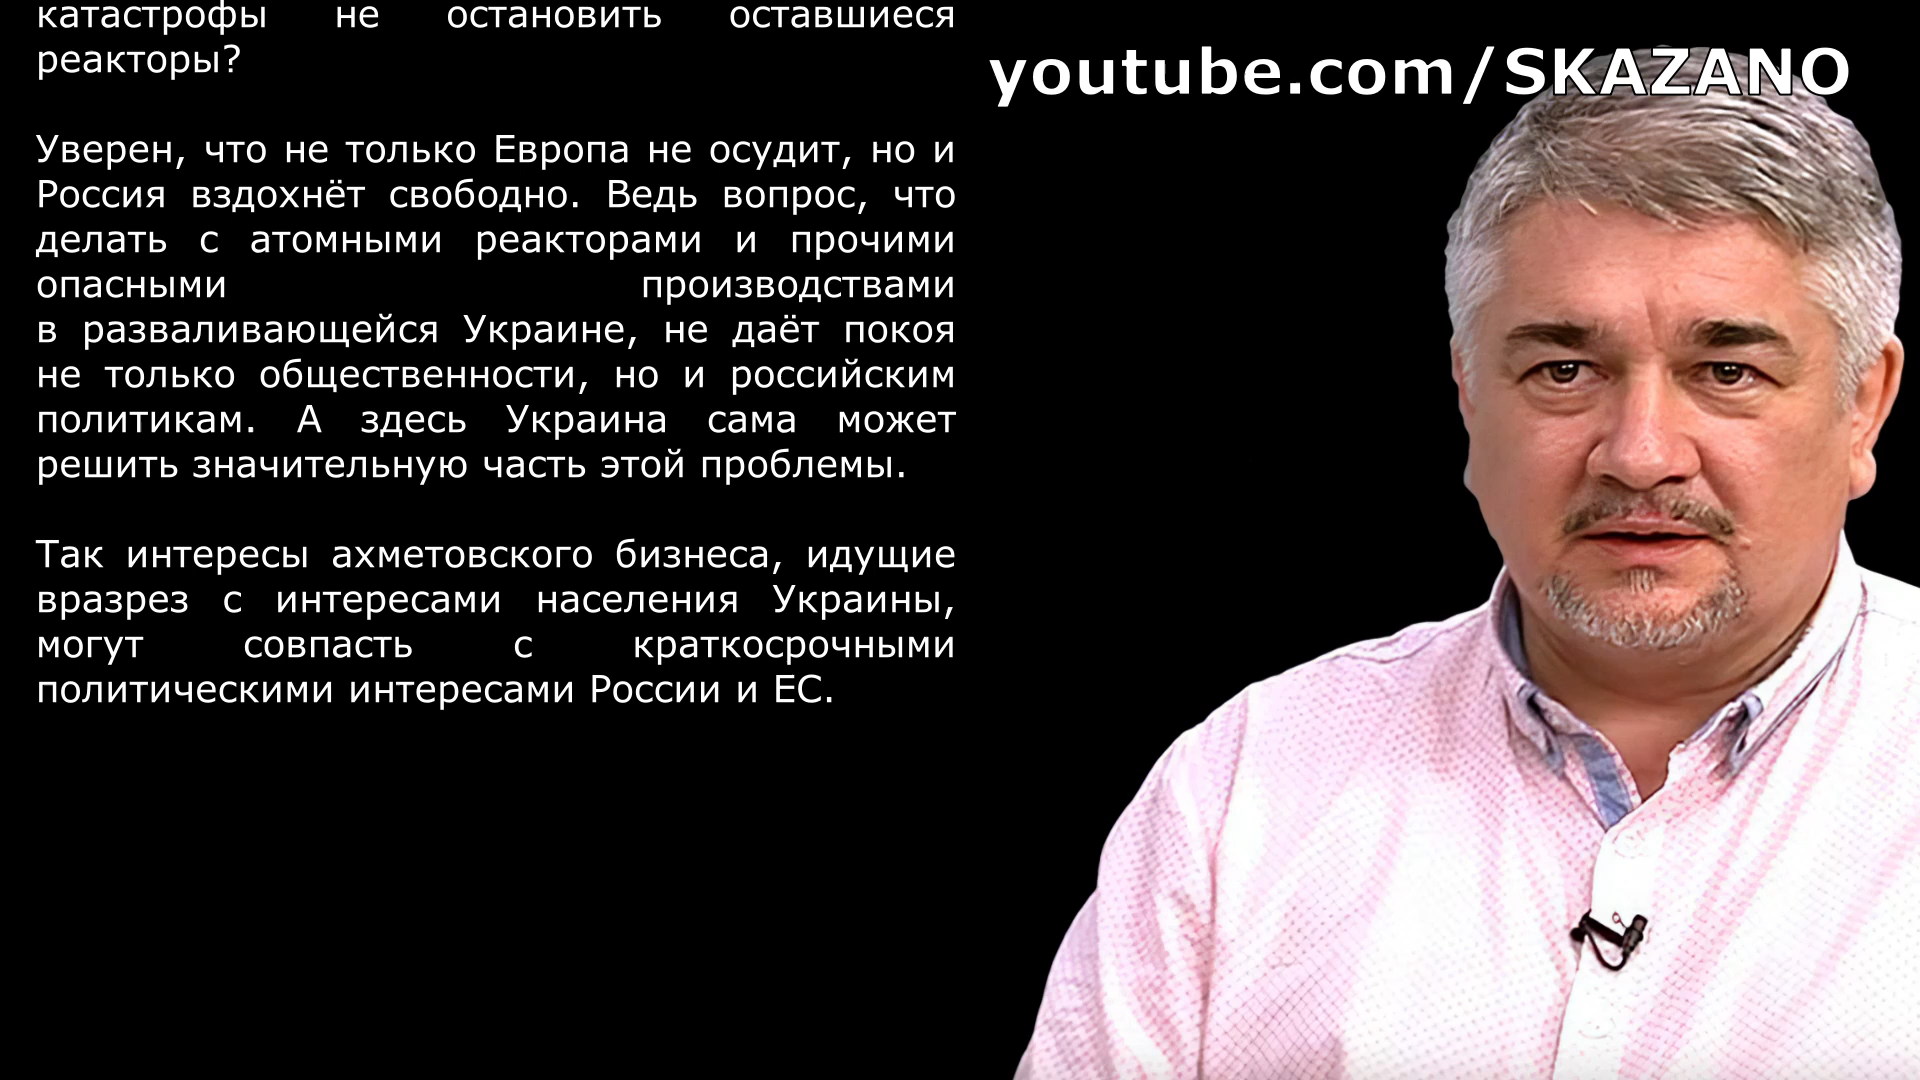 катастрофы не остановить оставшиеся
реакторы?
Уверен, что не только Европа не осудит, но и
Россия вздохнёт свободно. Ведь вопрос, что
делать с атомными реакторами и прочими
опасными производствами
в разваливающейся Украине, не даёт покоя
не только общественности, но и российским
политикам. А здесь Украина сама может
решить значительную часть этой проблемы.
Так интересы ахметовского бизнеса, идущие
вразрез с интересами населения Украины,
могут совпасть с краткосрочными
политическими интересами России и ЕС.
youtube.com/SKAZANO